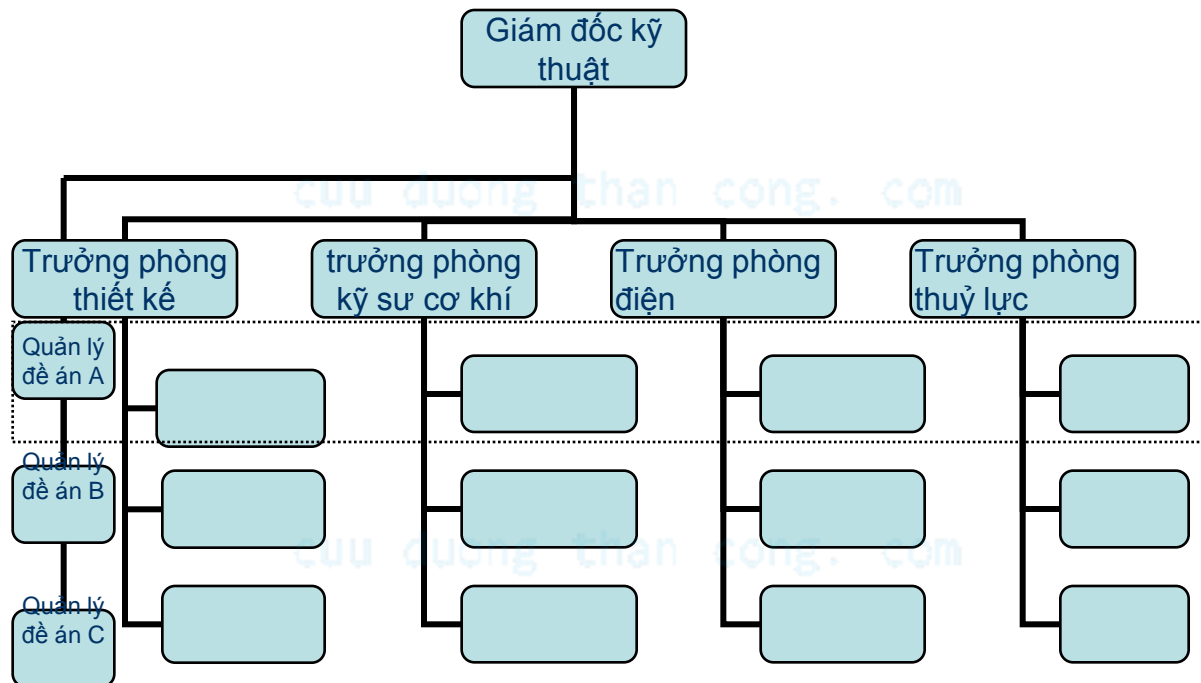 Giám đốc kỹ
thuật
cuu duong than cong. com
Trưởng phòng
thiết kế
trưởng phòng
kỹ sư cơ khí
Trưởng phòng
điện
Trưởng phòng
thuỷ lực
Quản lý
đề án A
Quản lý
đề án B
cuu duong than cong. com
Quản lý
đề án C